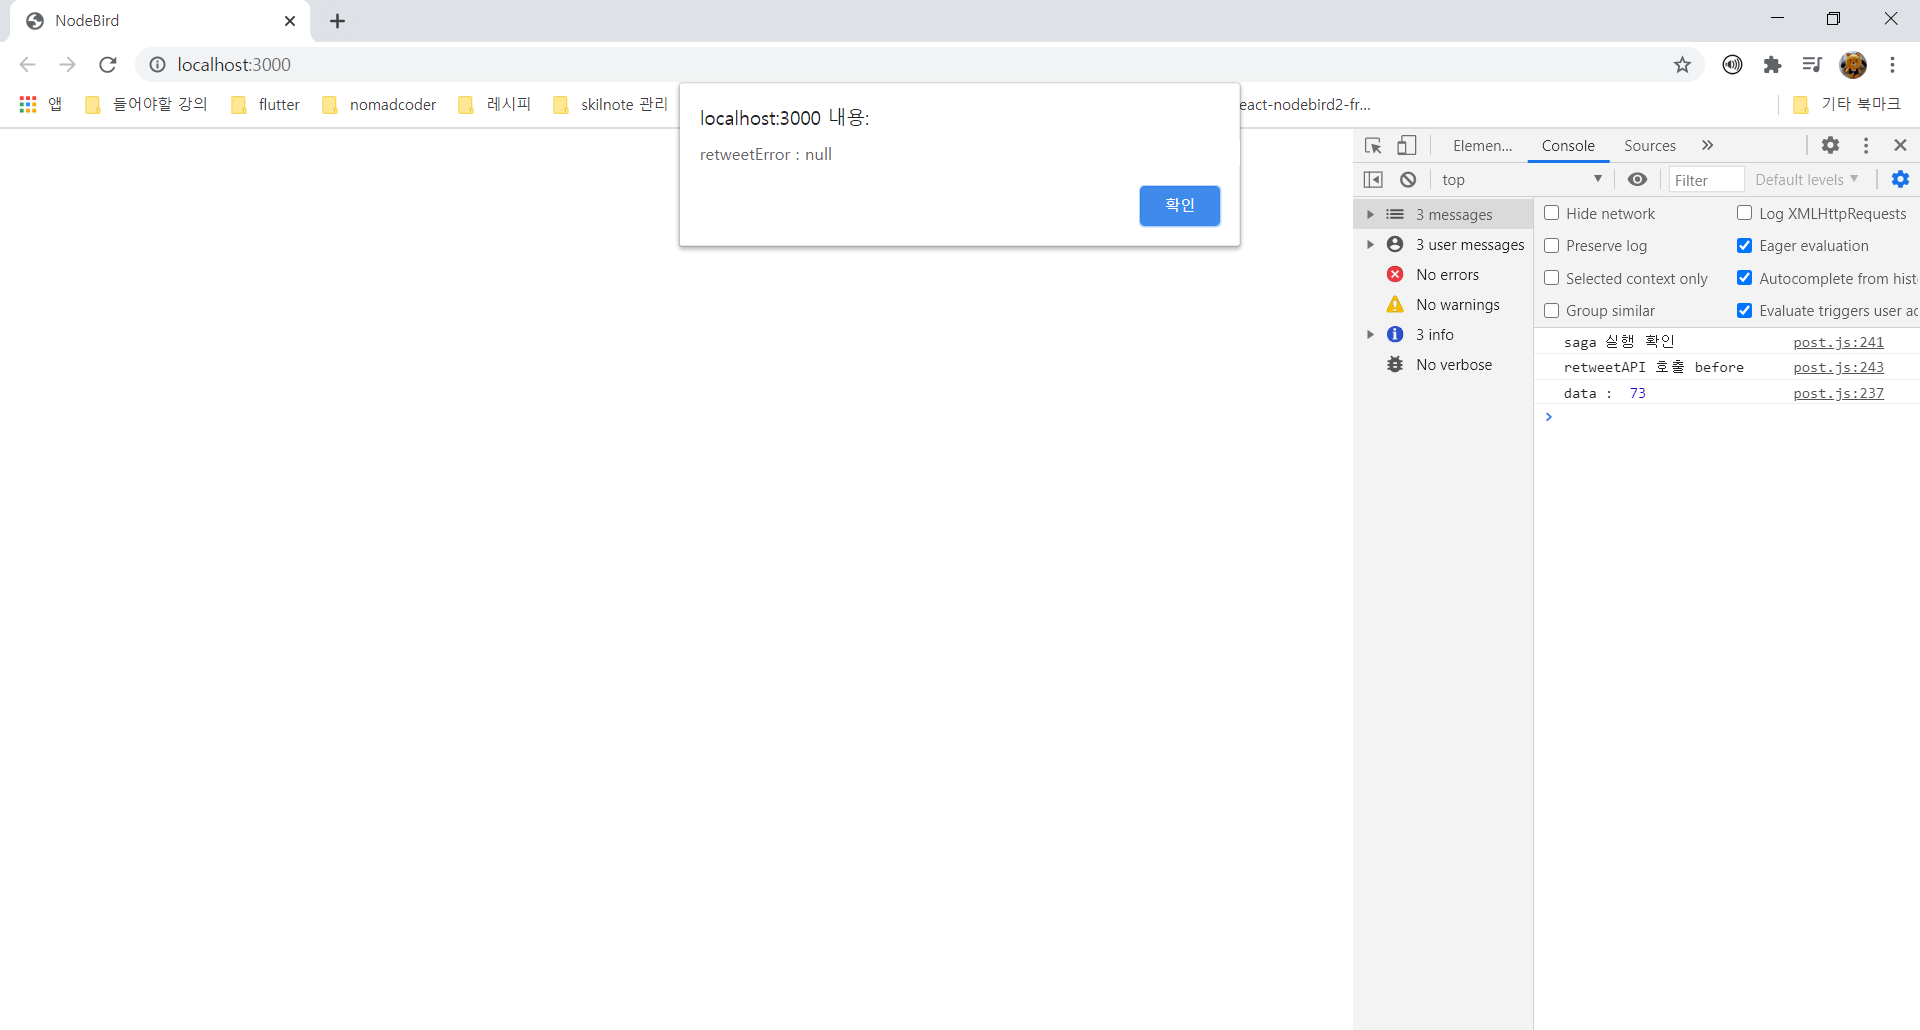 NodeBird
localhost:3000
앱 들어야할 강의 flutter nomadcoder 레시피 skilnote 관리 eact-nodebird2-fr... 기타 북마크
localhost:3000 내용:
retweetError : null
확인
Elemen... Console Sources
top Filter Default levels
3 messages
3 user messages
No errors
No warnings
3 info
No verbose
Hide network Log XMLHttpRequests
Preserve log Eager evaluation
Selected context only Autocomplete from hist
Group similar Evaluate triggers user ac
saga 실행 확인 post.js:241
retweetAPI 호출 before post.js:243
data : 73 post.js:237